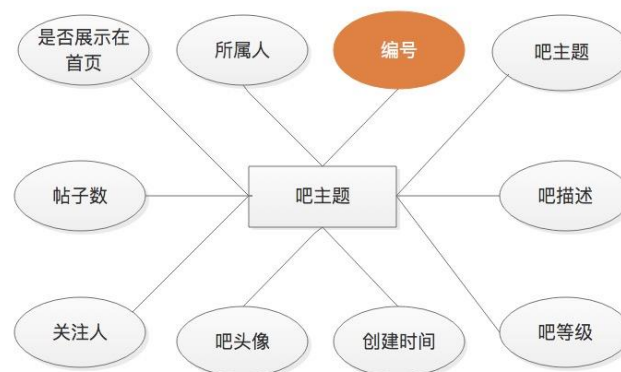 是否展示在
首页
所属人
编号
吧主题
帖子数
吧主题
吧描述
关注人
吧头像
创建时间
吧等级